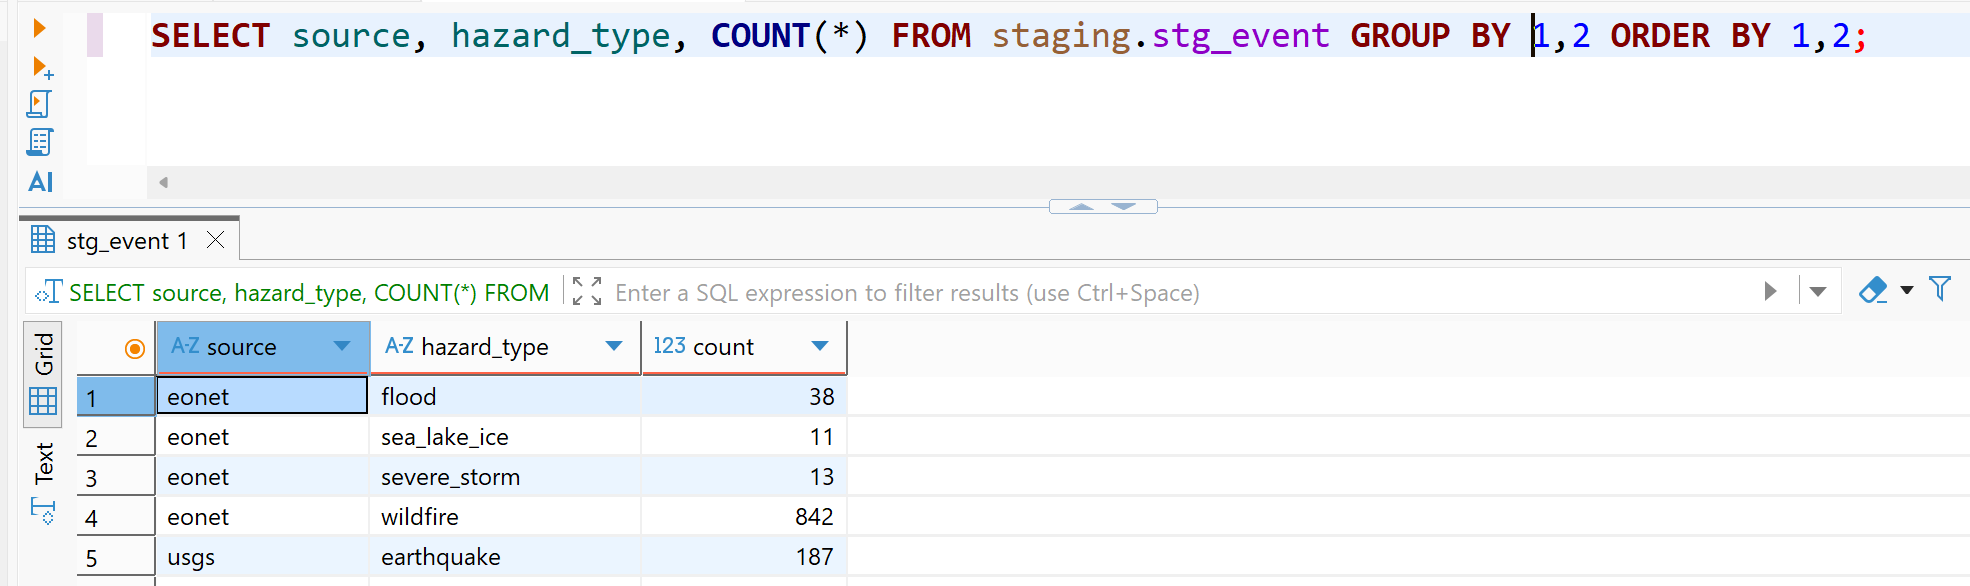 SELECT source, hazard_type, COUNT(*) FROM staging.stg_event GROUP BY 1,2 ORDER BY 1,2;
AI
stg_event 1
SELECT source, hazard_type, COUNT(*) FROM
Enter a SQL expression to filter results (use Ctrl+Space)
Grid
Text
A-Z source A-Z hazard_type 123 count
1 eonet flood 38
2 eonet sea_lake_ice 11
3 eonet severe_storm 13
4 eonet wildfire 842
5 usgs earthquake 187